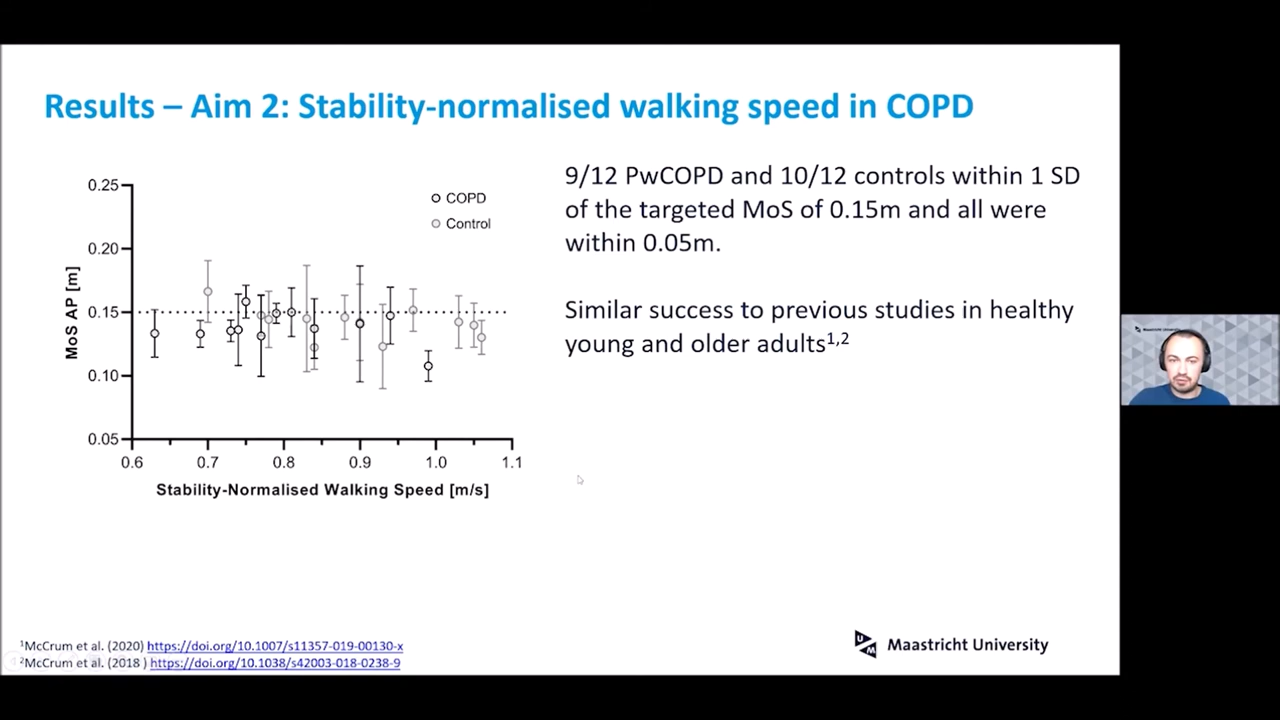 Results – Aim 2: Stability-normalised walking speed in COPD
0.25
0.20
0.15
0.10
0.05
MoS AP [m]
COPD
Control
0.6 0.7 0.8 0.9 1.0 1.1
Stability-Normalised Walking Speed [m/s]
9/12 PwCOPD and 10/12 controls within 1 SD
of the targeted MoS of 0.15m and all were
within 0.05m.
Similar success to previous studies in healthy
young and older adults¹,²
¹McCrum et al. (2020) https://doi.org/10.1007/s11357-019-00130-x
²McCrum et al. (2018 ) https://doi.org/10.1038/s42003-018-0238-9
Maastricht University
Maastricht University